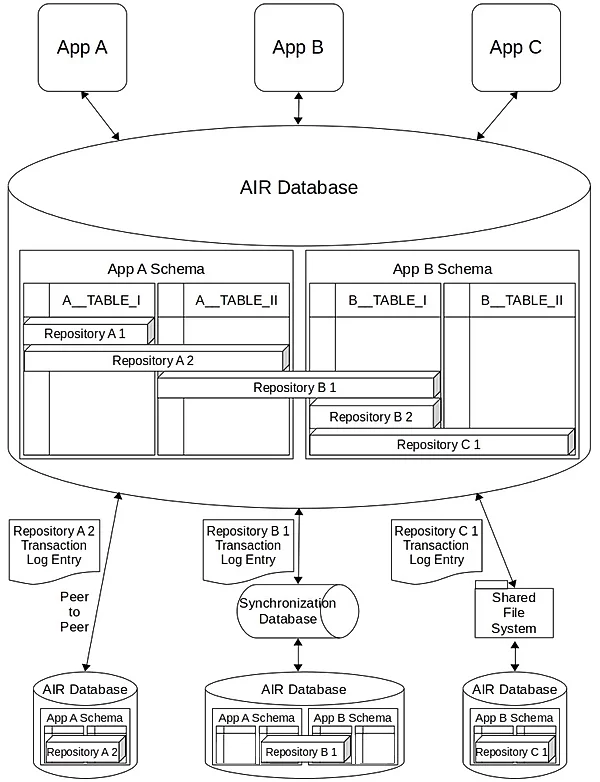 App A
App B
App C
AIR Database
App A Schema
App B Schema
A__TABLE_I
A__TABLE_II
B__TABLE_I
B__TABLE_II
Repository A 1
Repository A 2
Repository B 1
Repository B 2
Repository C 1
Repository A 2
Transaction
Log Entry
Repository B 1
Transaction
Log Entry
Repository C 1
Transaction
Log Entry
Peer
to
Peer
Synchronization
Database
Shared
File
System
AIR Database
App A Schema
Repository A 2
AIR Database
App A Schema
App B Schema
Repository B 1
AIR Database
App B Schema
Repository C 1